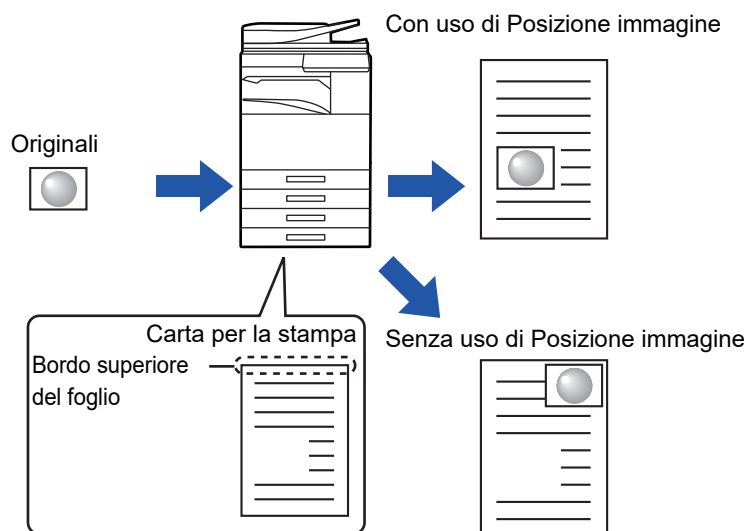 Con uso di Posizione immagine
Originali
Carta per la stampa
Bordo superiore
del foglio
Senza uso di Posizione immagine